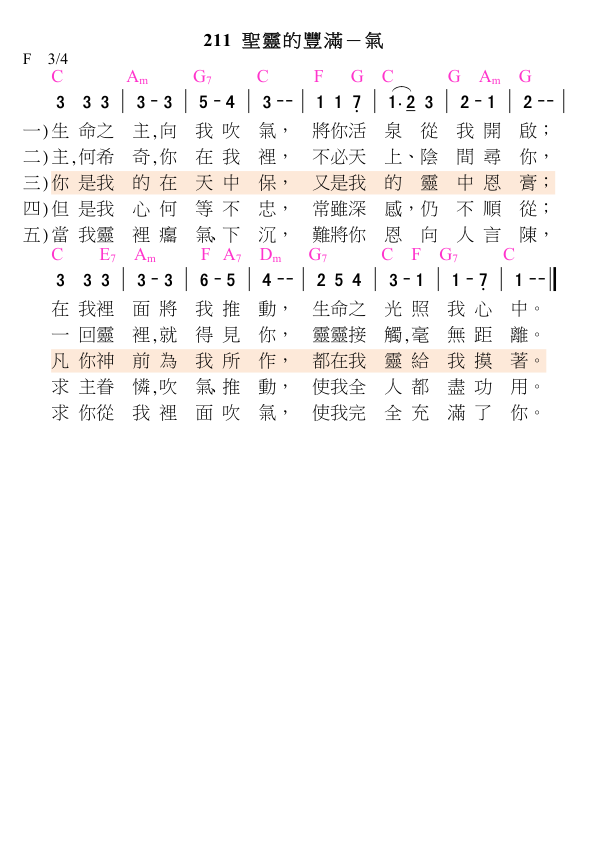 211 聖靈的豐滿－氣
F 3/4
C Am G7 C F G C G Am G
3 3 3 | 3 - 3 | 5 - 4 | 3 - - | 1 1 7̣ | 1· 2 3 | 2 - 1 | 2 - - |
一)生 命之 主,向 我 吹 氣， 將你活 泉 從 我 開 啟；
二)主,何希 奇,你 在 我 裡， 不必天 上、陰 間 尋 你，
三)你 是我 的 在 天 中 保， 又是我 的 靈 中 恩 膏；
四)但 是我 心 何 等 不 忠， 常雖深 感，仍 不 順 從；
五)當 我靈 裡 癟 氣、下 沉， 難將你 恩 向 人 言 陳，
C E7 Am F A7 Dm G7 C F G7 C
3 3 3 | 3 - 3 | 6 - 5 | 4 - - | 2 5 4 | 3 - 1 | 1 - 7̣ | 1 - - ‖
在 我裡 面 將 我 推 動， 生命之 光 照 我 心 中。
一 回靈 裡,就 得 見 你， 靈靈接 觸,毫 無 距 離。
凡 你神 前 為 我 所 作， 都在我 靈 給 我 摸 著。
求 主眷 憐,吹 氣、推 動， 使我全 人 都 盡 功 用。
求 你從 我 裡 面 吹 氣， 使我完 全 充 滿 了 你。